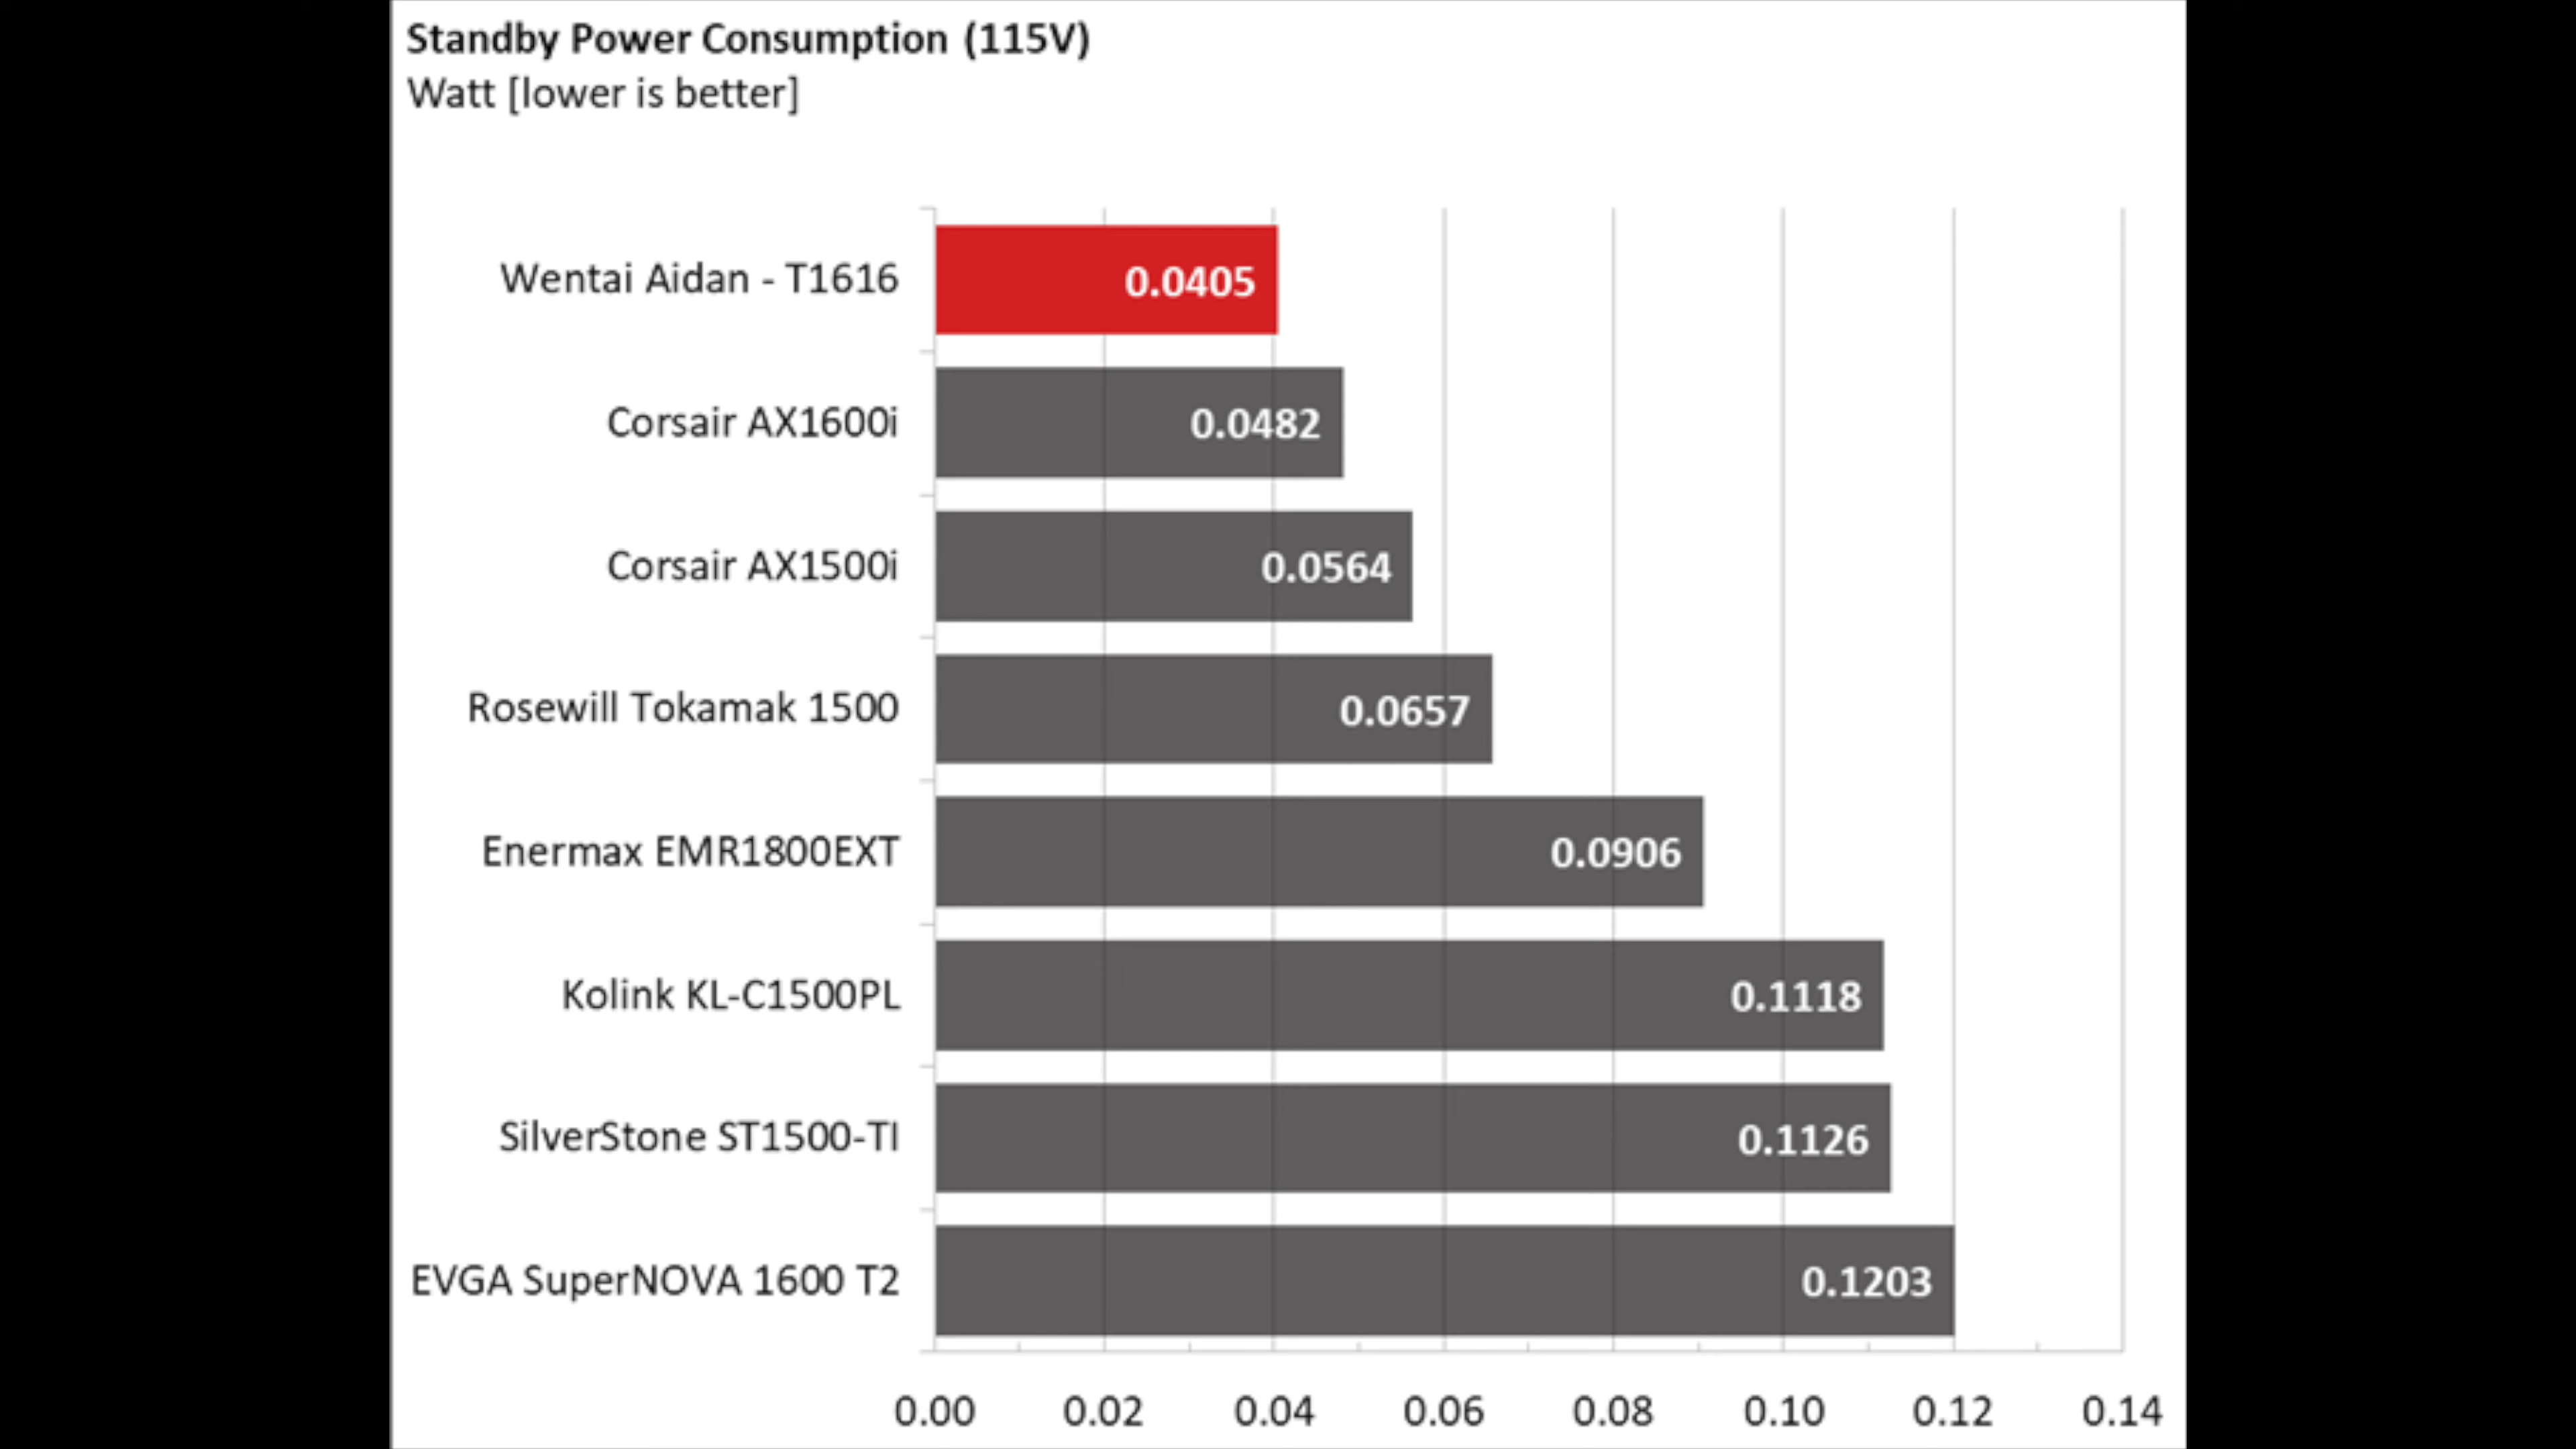 Standby Power Consumption (115V)
Watt [lower is better]
Wentai Aidan - T1616 0.0405
Corsair AX1600i 0.0482
Corsair AX1500i 0.0564
Rosewill Tokamak 1500 0.0657
Enermax EMR1800EXT 0.0906
Kolink KL-C1500PL 0.1118
SilverStone ST1500-TI 0.1126
EVGA SuperNOVA 1600 T2 0.1203
0.00 0.02 0.04 0.06 0.08 0.10 0.12 0.14